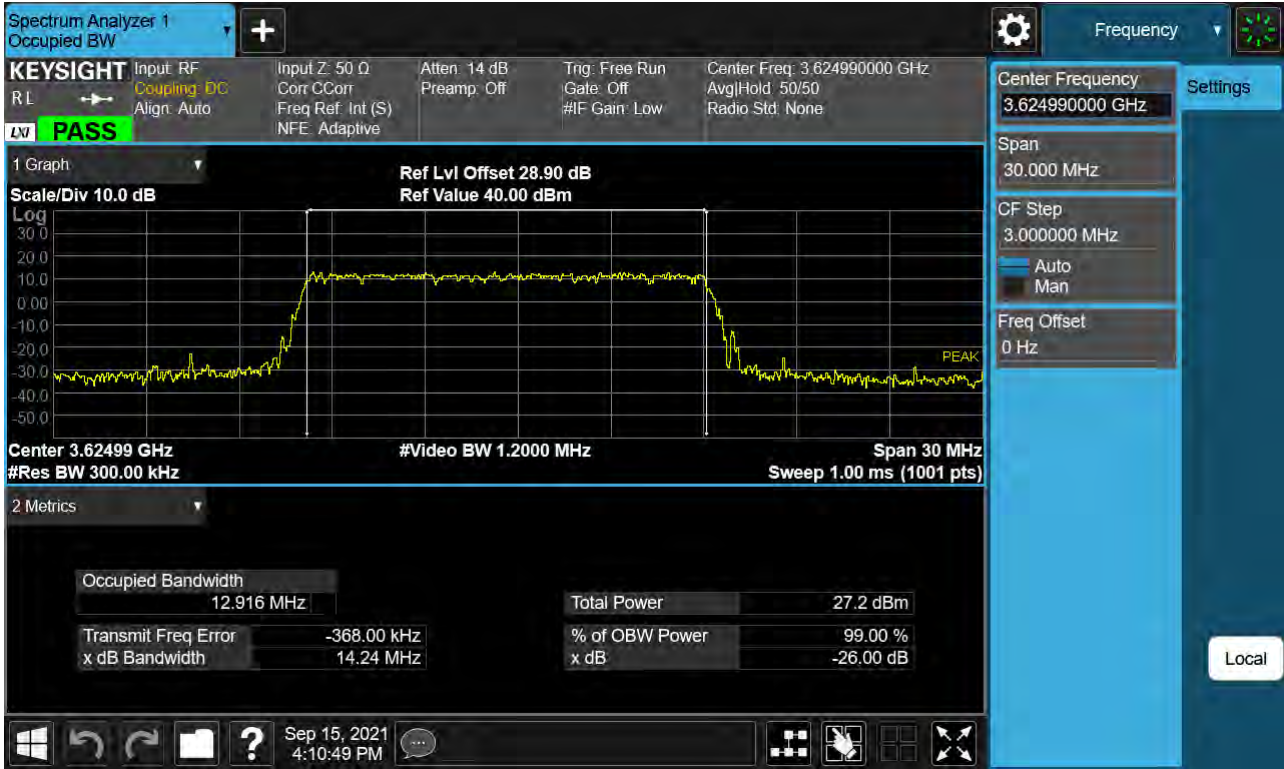 Spectrum Analyzer 1
Occupied BW
Frequency
KEYSIGHT
RL
LXI
PASS
Input: RF
Coupling: DC
Align: Auto
Input Z: 50 Ω
Corr CCorr
Freq Ref: Int (S)
NFE: Adaptive
Atten: 14 dB
Preamp: Off
Trig: Free Run
Gate: Off
#IF Gain: Low
Center Freq: 3.624990000 GHz
Avg|Hold: 50/50
Radio Std: None
1 Graph
Scale/Div 10.0 dB
Ref Lvl Offset 28.90 dB
Ref Value 40.00 dBm
Log
30.0
20.0
10.0
0.00
-10.0
-20.0
-30.0
-40.0
-50.0
PEAK
Center 3.62499 GHz
#Res BW 300.00 kHz
#Video BW 1.2000 MHz
Span 30 MHz
Sweep 1.00 ms (1001 pts)
2 Metrics
Occupied Bandwidth
12.916 MHz
Total Power 27.2 dBm
Transmit Freq Error -368.00 kHz
% of OBW Power 99.00 %
x dB Bandwidth 14.24 MHz
x dB -26.00 dB
Center Frequency
3.624990000 GHz
Span
30.000 MHz
CF Step
3.000000 MHz
Auto
Man
Freq Offset
0 Hz
Settings
Local
?
Sep 15, 2021
4:10:49 PM